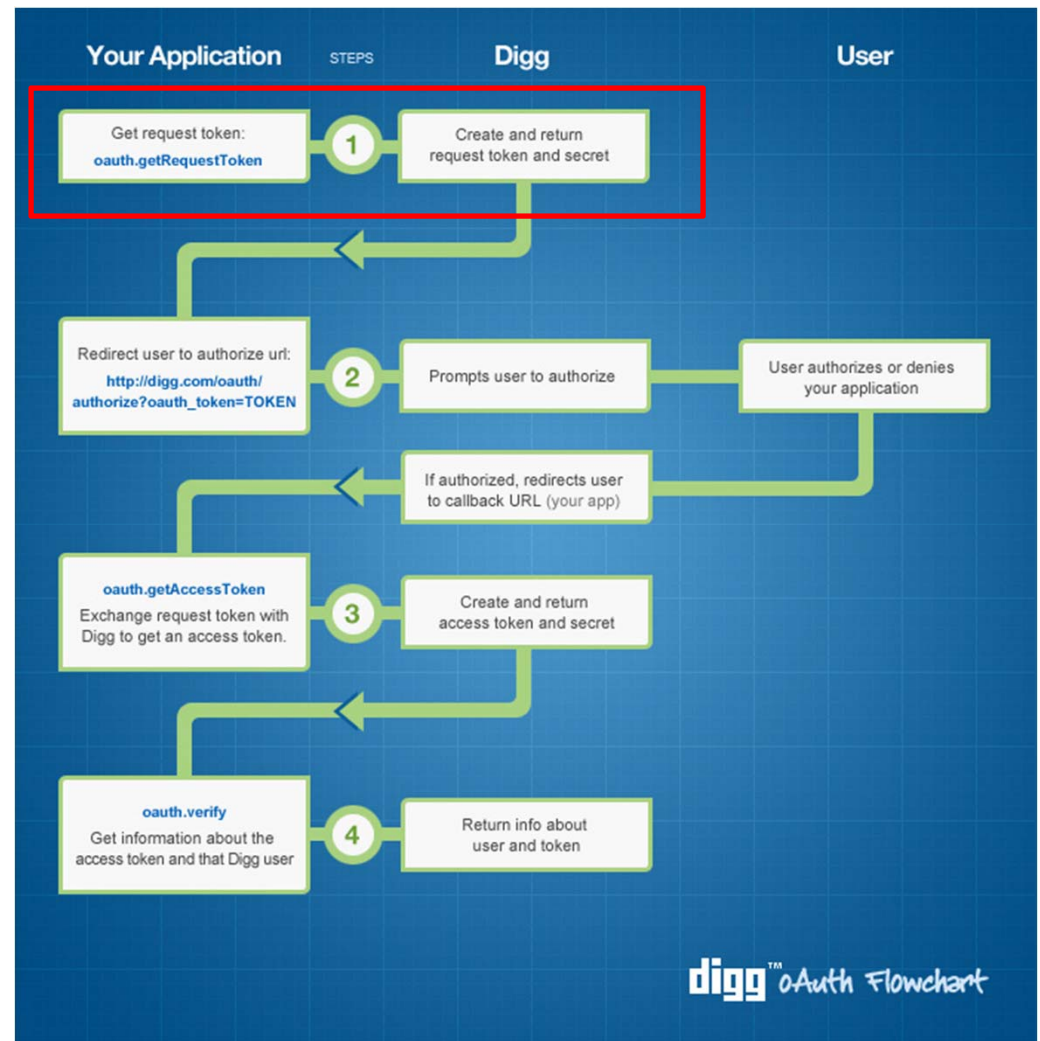 Your Application
STEPS
Digg
User
Get request token:
oauth.getRequestToken
1
Create and return
request token and secret
Redirect user to authorize url:
http://digg.com/oauth/
authorize?oauth_token=TOKEN
2
Prompts user to authorize
User authorizes or denies
your application
If authorized, redirects user
to callback URL (your app)
oauth.getAccessToken
Exchange request token with
Digg to get an access token.
3
Create and return
access token and secret
oauth.verify
Get information about the
access token and that Digg user
4
Return info about
user and token
digg™ oAuth Flowchart